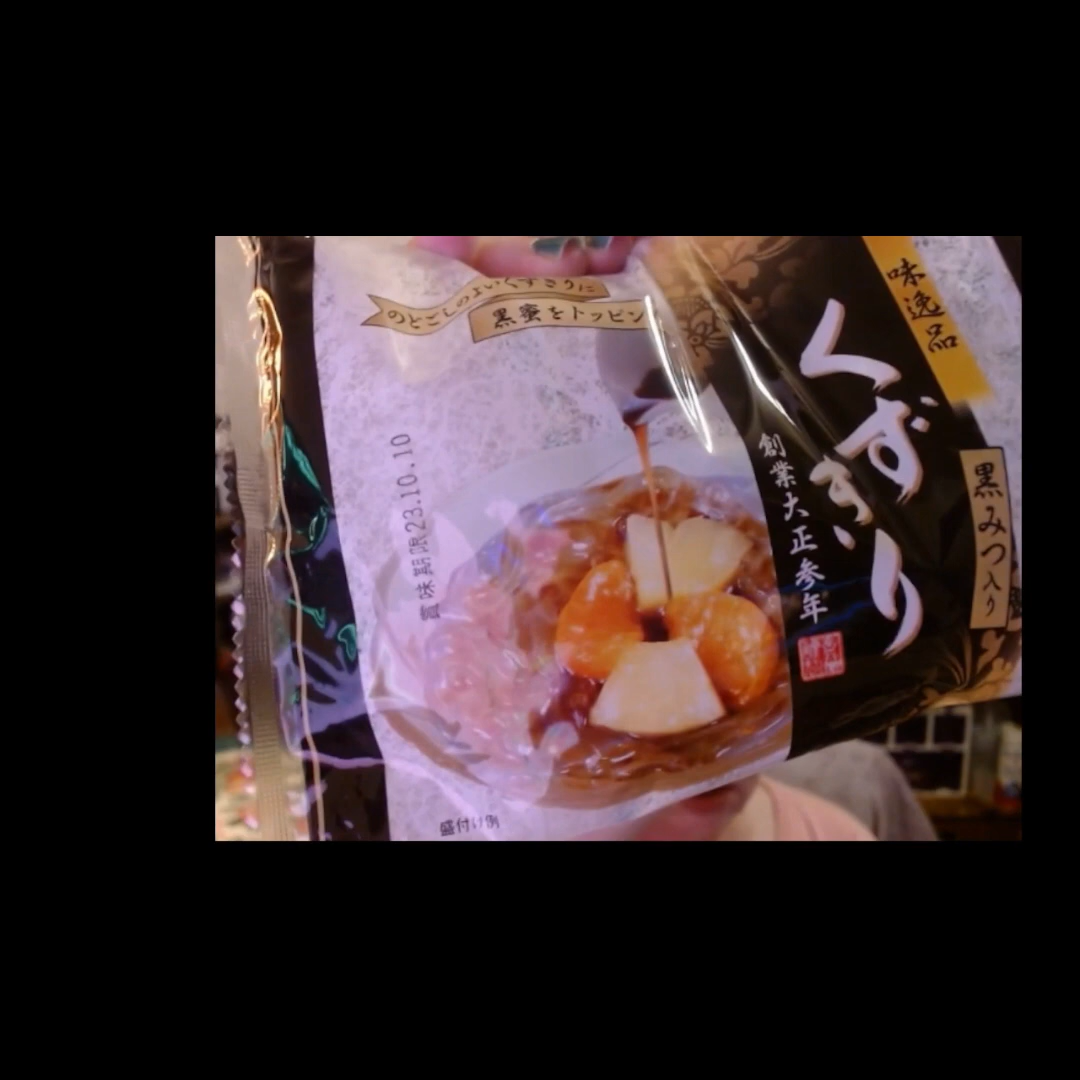 のどごしのよいくずきりに
黒蜜をトッピン
味逸品
くずきり
創業大正参年
黒みつ入り
賞味期限23.10.10
盛付け例